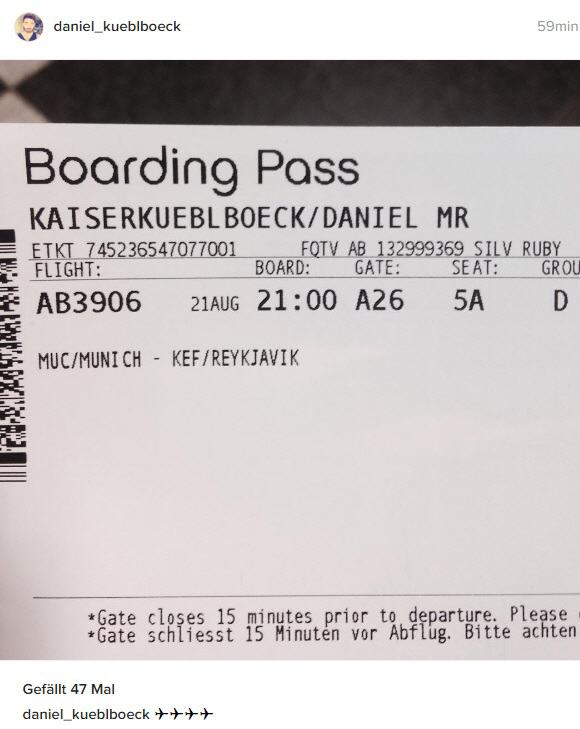 daniel_kueblboeck 59min
Boarding Pass
KAISERKUEBLBOECK/DANIEL MR
ETKT 745236547077001 FQTV AB 132999369 SILV RUBY
FLIGHT: BOARD: GATE: SEAT: GROU
AB3906 21AUG 21:00 A26 5A D
MUC/MUNICH - KEF/REYKJAVIK
*Gate closes 15 minutes prior to departure. Please
*Gate schliesst 15 Minuten vor Abflug. Bitte achten
Gefällt 47 Mal
daniel_kueblboeck ✈✈✈✈